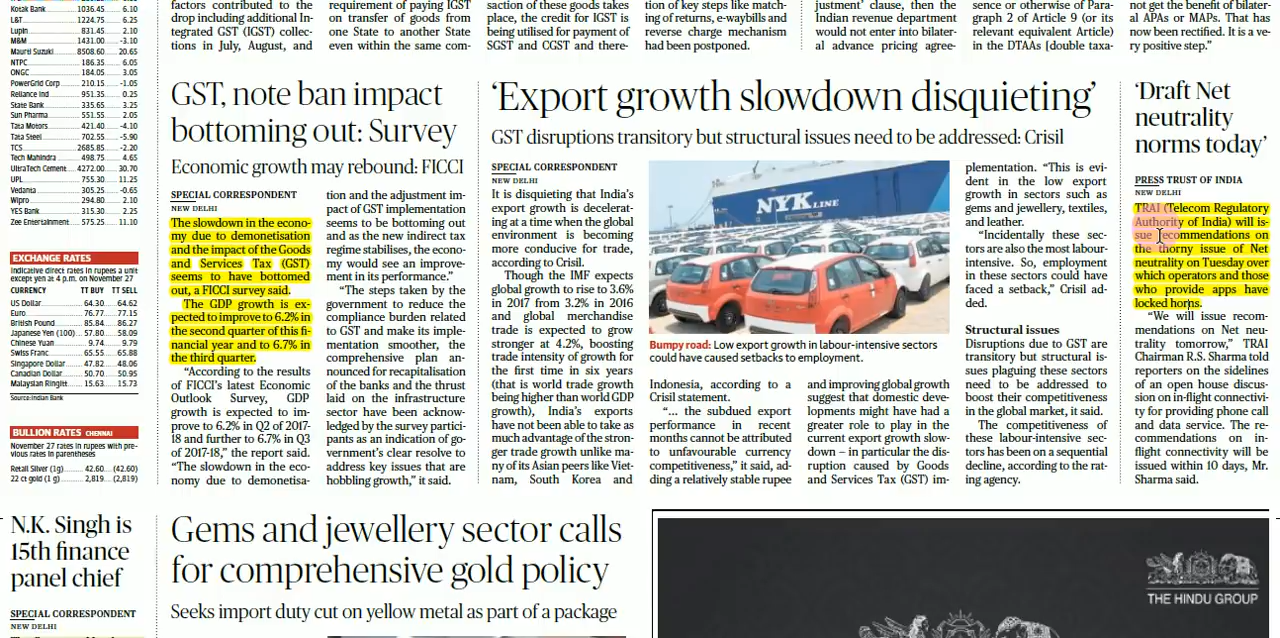 Kotak Bank 1036.45 6.10
L&T 1224.75 6.25
Lupin 831.45 2.10
M&M 1431.00 -3.10
Maruti Suzuki 8508.60 20.65
NTPC 186.35 6.05
ONGC 184.05 3.05
PowerGrid Corp 210.15 -1.05
Reliance Ind 951.35 0.25
State Bank 335.65 3.25
Sun Pharma 551.55 2.05
Tata Motors 421.40 -4.10
Tata Steel 702.55 -5.90
TCS 2685.85 -2.20
Tech Mahindra 498.75 4.65
UltraTech Cement 4272.00 30.70
UPL 755.30 11.25
Vedanta 305.25 -0.65
Wipro 294.80 2.10
YES Bank 315.30 2.25
Zee Entertainment 575.25 11.10
EXCHANGE RATES
Indicative direct rates in rupees a unit
except yen at 4 p.m. on November 27
CURRENCY TT BUY TT SELL
US Dollar 64.30 64.62
Euro 76.77 77.15
British Pound 85.84 86.27
Japanese Yen (100) 57.80 58.09
Chinese Yuan 9.74 9.79
Swiss Franc 65.55 65.88
Singapore Dollar 47.82 48.06
Canadian Dollar 50.70 50.95
Malaysian Ringitt 15.63 15.73
Source:Indian Bank
BULLION RATES CHENNAI
November 27 rates in rupees with pre-
vious rates in parentheses
Retail Silver (1g) 42.60 (42.60)
22 ct gold (1 g) 2,819 (2,819)
factors contributed to the
drop including additional In-
tegrated GST (IGST) collec-
tions in July, August, and
requirement of paying IGST
on transfer of goods from
one State to another State
even within the same com-
saction of these goods takes
place, the credit for IGST is
being utilised for payment of
SGST and CGST and there-
tion of key steps like match-
ing of returns, e-waybills and
reverse charge mechanism
had been postponed.
justment’ clause, then the
Indian revenue department
would not enter into bilater-
al advance pricing agree-
sence or otherwise of Para-
graph 2 of Article 9 (or its
relevant equivalent Article)
in the DTAAs [double taxa-
not get the benefit of bilater-
al APAs or MAPs. That has
now been rectified. It is a ve-
ry positive step.”
GST, note ban impact
bottoming out: Survey
Economic growth may rebound: FICCI
SPECIAL CORRESPONDENT
NEW DELHI
The slowdown in the econo-
my due to demonetisation
and the impact of the Goods
and Services Tax (GST)
seems to have bottomed
out, a FICCI survey said.
The GDP growth is ex-
pected to improve to 6.2% in
the second quarter of this fi-
nancial year and to 6.7% in
the third quarter.
“According to the results
of FICCI’s latest Economic
Outlook Survey, GDP
growth is expected to im-
prove to 6.2% in Q2 of 2017-
18 and further to 6.7% in Q3
of 2017-18,” the report said.
“The slowdown in the eco-
nomy due to demonetisa-
tion and the adjustment im-
pact of GST implementation
seems to be bottoming out
and as the new indirect tax
regime stabilises, the econo-
my would see an improve-
ment in its performance.”
“The steps taken by the
government to reduce the
compliance burden related
to GST and make its imple-
mentation smoother, the
comprehensive plan an-
nounced for recapitalisation
of the banks and the thrust
laid on the infrastructure
sector have been acknow-
ledged by the survey partici-
pants as an indication of go-
vernment’s clear resolve to
address key issues that are
hobbling growth,” it said.
‘Export growth slowdown disquieting’
GST disruptions transitory but structural issues need to be addressed: Crisil
SPECIAL CORRESPONDENT
NEW DELHI
It is disquieting that India’s
export growth is decelerat-
ing at a time when the global
environment is becoming
more conducive for trade,
according to Crisil.
Though the IMF expects
global growth to rise to 3.6%
in 2017 from 3.2% in 2016
and global merchandise
trade is expected to grow
stronger at 4.2%, boosting
trade intensity of growth for
the first time in six years
(that is world trade growth
being higher than world GDP
growth), India’s exports
have not been able to take as
much advantage of the stron-
ger trade growth unlike ma-
ny of its Asian peers like Viet-
nam, South Korea and
NYK LINE
Bumpy road: Low export growth in labour-intensive sectors
could have caused setbacks to employment.
Indonesia, according to a
Crisil statement.
“... the subdued export
performance in recent
months cannot be attributed
to unfavourable currency
competitiveness,” it said, ad-
ding a relatively stable rupee
and improving global growth
suggest that domestic deve-
lopments might have had a
greater role to play in the
current export growth slow-
down – in particular the dis-
ruption caused by Goods
and Services Tax (GST) im-
plementation. “This is evi-
dent in the low export
growth in sectors such as
gems and jewellery, textiles,
and leather.
“Incidentally these sec-
tors are also the most labour-
intensive. So, employment
in these sectors could have
faced a setback,” Crisil ad-
ded.
Structural issues
Disruptions due to GST are
transitory but structural is-
sues plaguing these sectors
need to be addressed to
boost their competitiveness
in the global market, it said.
The competitiveness of
these labour-intensive sec-
tors has been on a sequential
decline, according to the rat-
ing agency.
‘Draft Net
neutrality
norms today’
PRESS TRUST OF INDIA
NEW DELHI
TRAI (Telecom Regulatory
Authority of India) will is-
sue recommendations on
the thorny issue of Net
neutrality on Tuesday over
which operators and those
who provide apps have
locked horns.
“We will issue recom-
mendations on Net neu-
trality tomorrow,” TRAI
Chairman R.S. Sharma told
reporters on the sidelines
of an open house discus-
sion on in-flight connectivi-
ty for providing phone call
and data service. The re-
commendations on in-
flight connectivity will be
issued within 10 days, Mr.
Sharma said.
N.K. Singh is
15th finance
panel chief
SPECIAL CORRESPONDENT
NEW DELHI
Gems and jewellery sector calls
for comprehensive gold policy
Seeks import duty cut on yellow metal as part of a package
THE HINDU GROUP